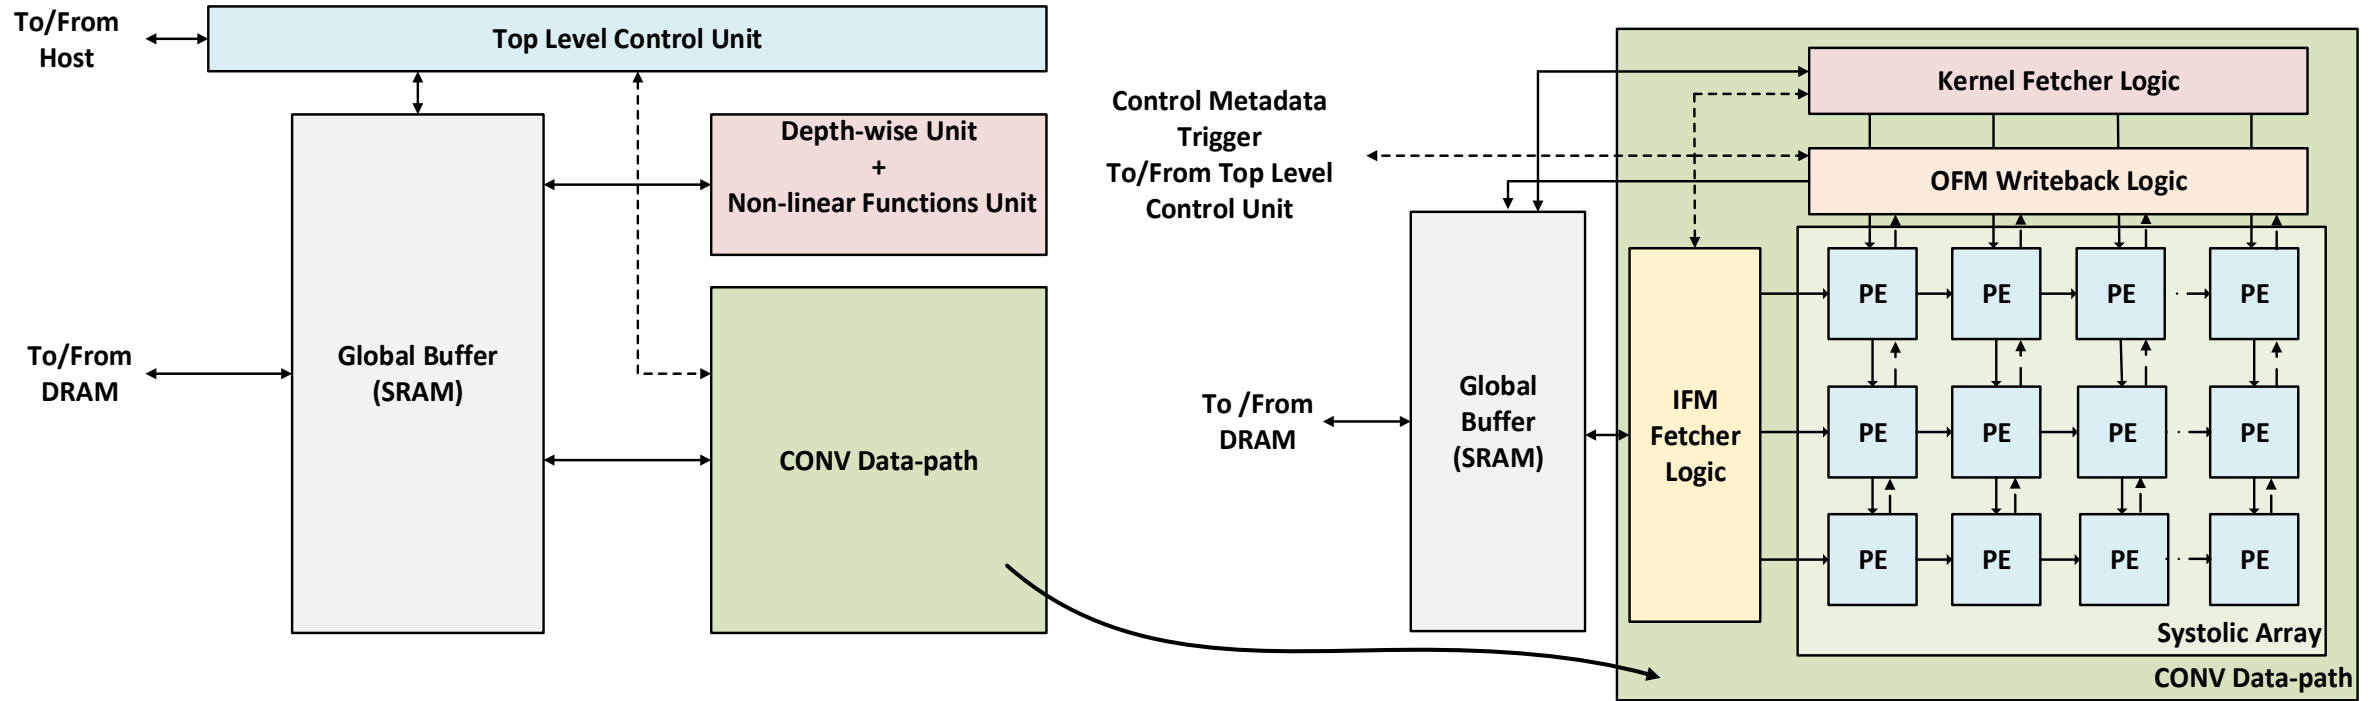 To/From
Host
Top Level Control Unit
Depth-wise Unit
+
Non-linear Functions Unit
Global Buffer
(SRAM)
To/From
DRAM
CONV Data-path
Control Metadata
Trigger
To/From Top Level
Control Unit
Kernel Fetcher Logic
OFM Writeback Logic
To /From
DRAM
Global
Buffer
(SRAM)
IFM
Fetcher
Logic
PE PE PE PE
PE PE PE PE
PE PE PE PE
Systolic Array
CONV Data-path